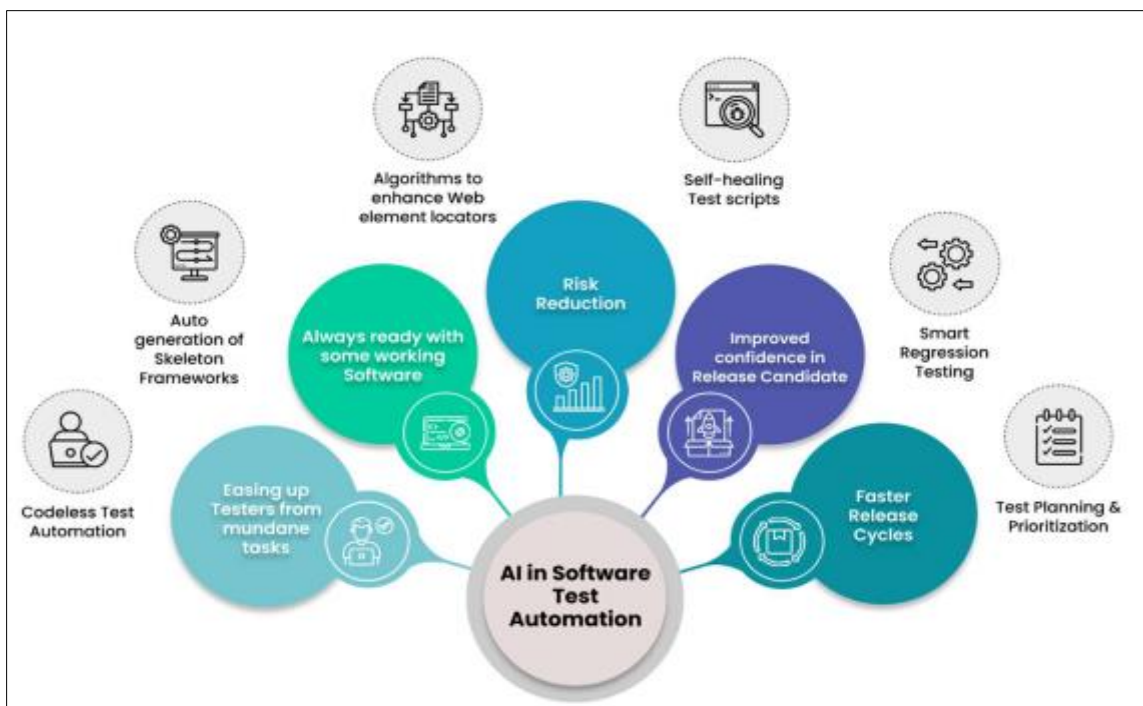 Algorithms to
enhance Web
element locators
Self-healing
Test scripts
Auto
generation of
Skeleton
Frameworks
Always ready with
some working
Software
Risk
Reduction
Improved
confidence in
Release Candidate
Smart
Regression
Testing
Codeless Test
Automation
Easing up
Testers from
mundane
tasks
Faster
Release
Cycles
Test Planning &
Prioritization
AI in Software
Test
Automation